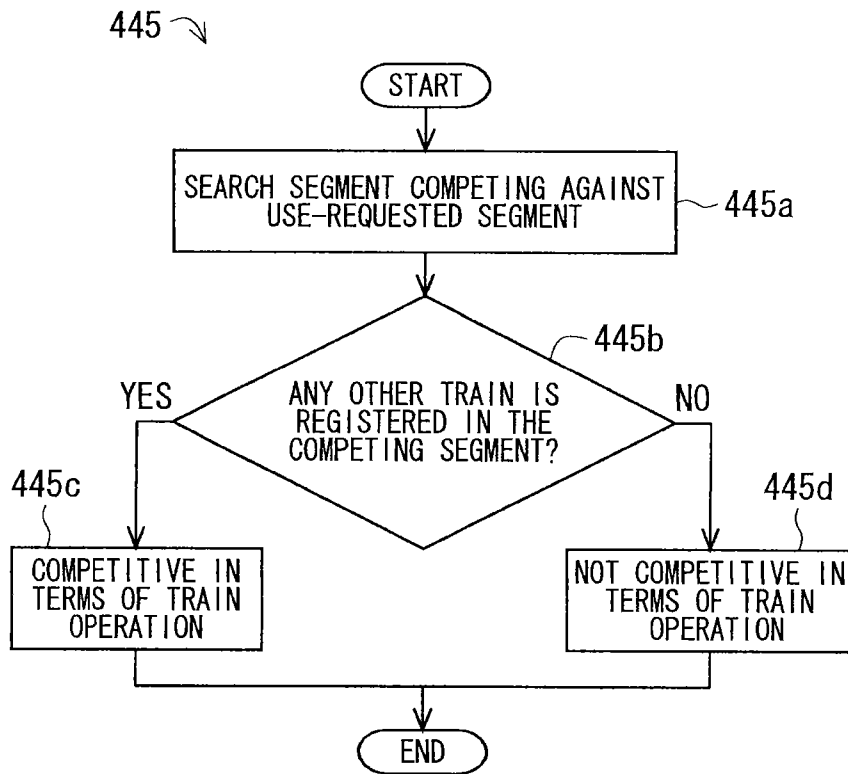 445
START
SEARCH SEGMENT COMPETING AGAINST
USE-REQUESTED SEGMENT
445a
445b
YES
ANY OTHER TRAIN IS
REGISTERED IN THE
COMPETING SEGMENT?
NO
445c
445d
COMPETITIVE IN
TERMS OF TRAIN
OPERATION
NOT COMPETITIVE IN
TERMS OF TRAIN
OPERATION
END